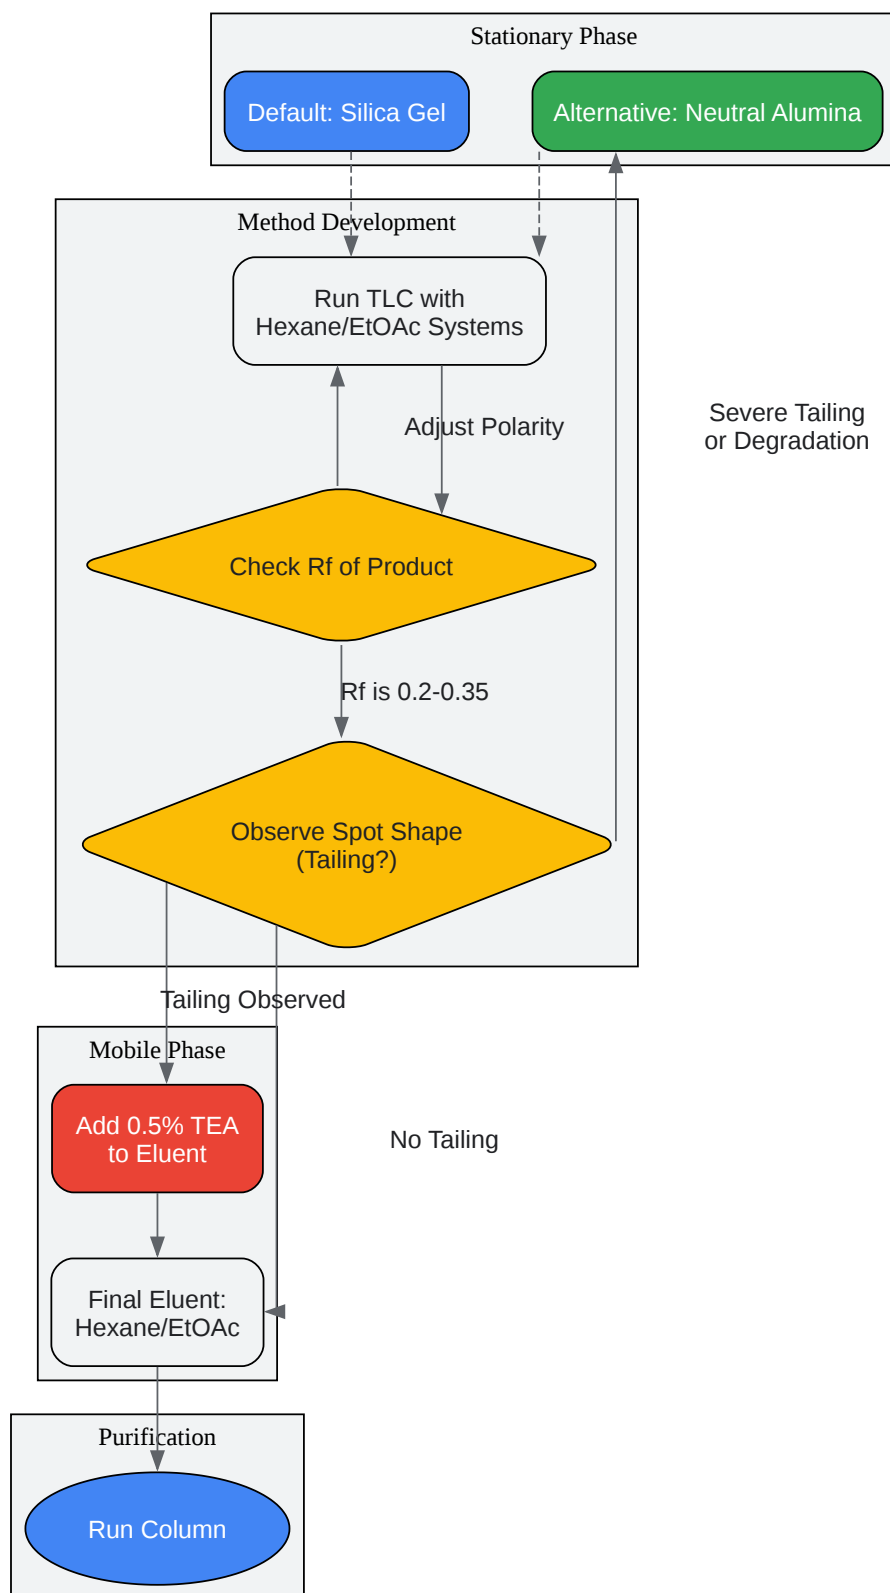 Stationary Phase
Default: Silica Gel
Alternative: Neutral Alumina
Method Development
Run TLC with
Hexane/EtOAc Systems
Adjust Polarity
Severe Tailing
or Degradation
Check Rf of Product
Rf is 0.2-0.35
Observe Spot Shape
(Tailing?)
Tailing Observed
Mobile Phase
Add 0.5% TEA
to Eluent
No Tailing
Final Eluent:
Hexane/EtOAc
Purification
Run Column